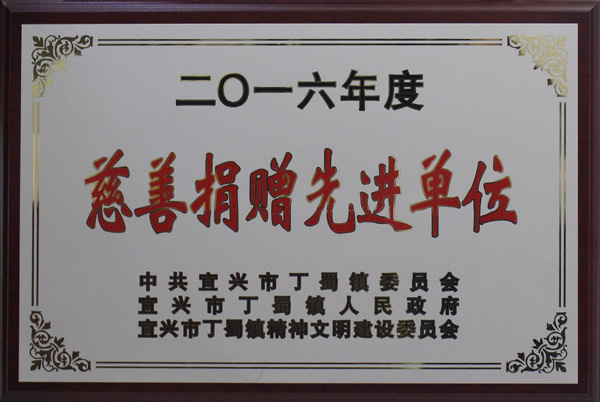 二〇一六年度
慈善捐赠先进单位
中共宜兴市丁蜀镇委员会
宜兴市丁蜀镇人民政府
宜兴市丁蜀镇精神文明建设委员会